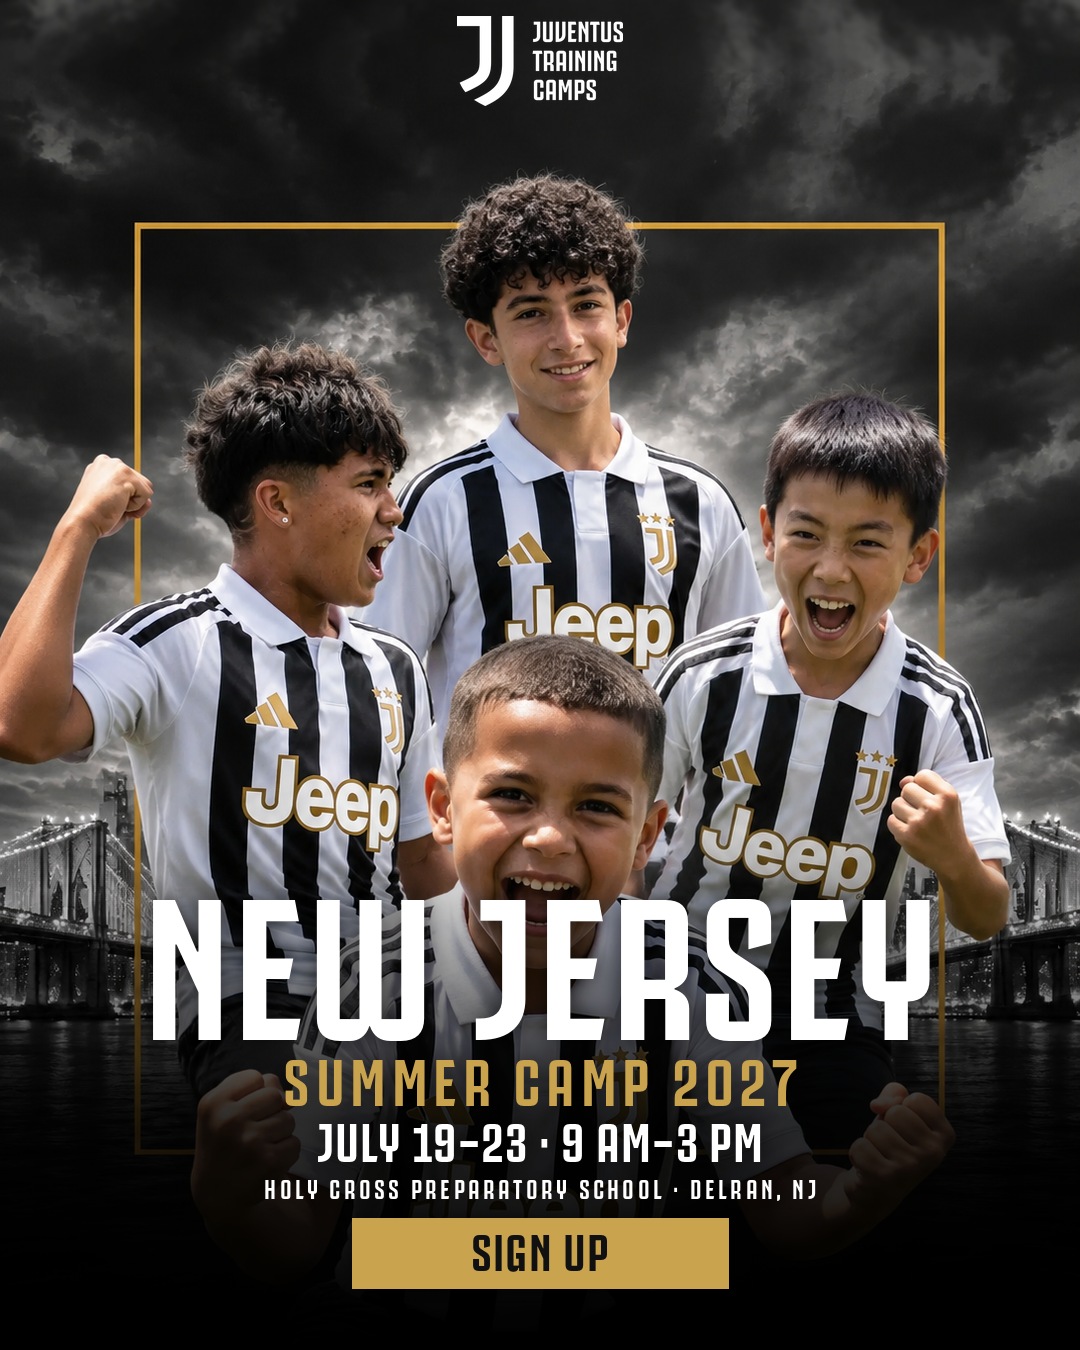 JUVENTUS
TRAINING
CAMPS
Jeep
Jeep
Jeep
NEW JERSEY
SUMMER CAMP 2027
JULY 19–23 · 9 AM–3 PM
HOLY CROSS PREPARATORY SCHOOL · DELRAN, NJ
SIGN UP